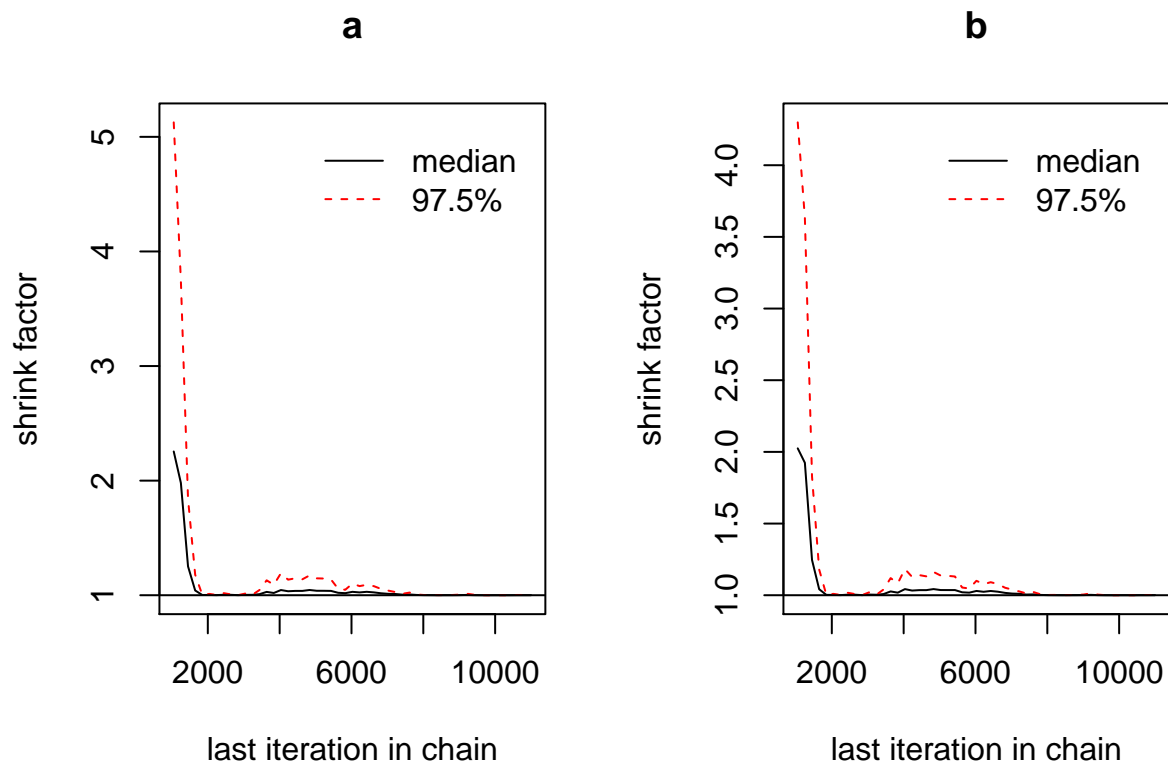 a
shrink factor
5
4
3
2
1
median
97.5%
2000
6000
10000
last iteration in chain
b
shrink factor
4.0
3.5
3.0
2.5
2.0
1.5
1.0
median
97.5%
2000
6000
10000
last iteration in chain